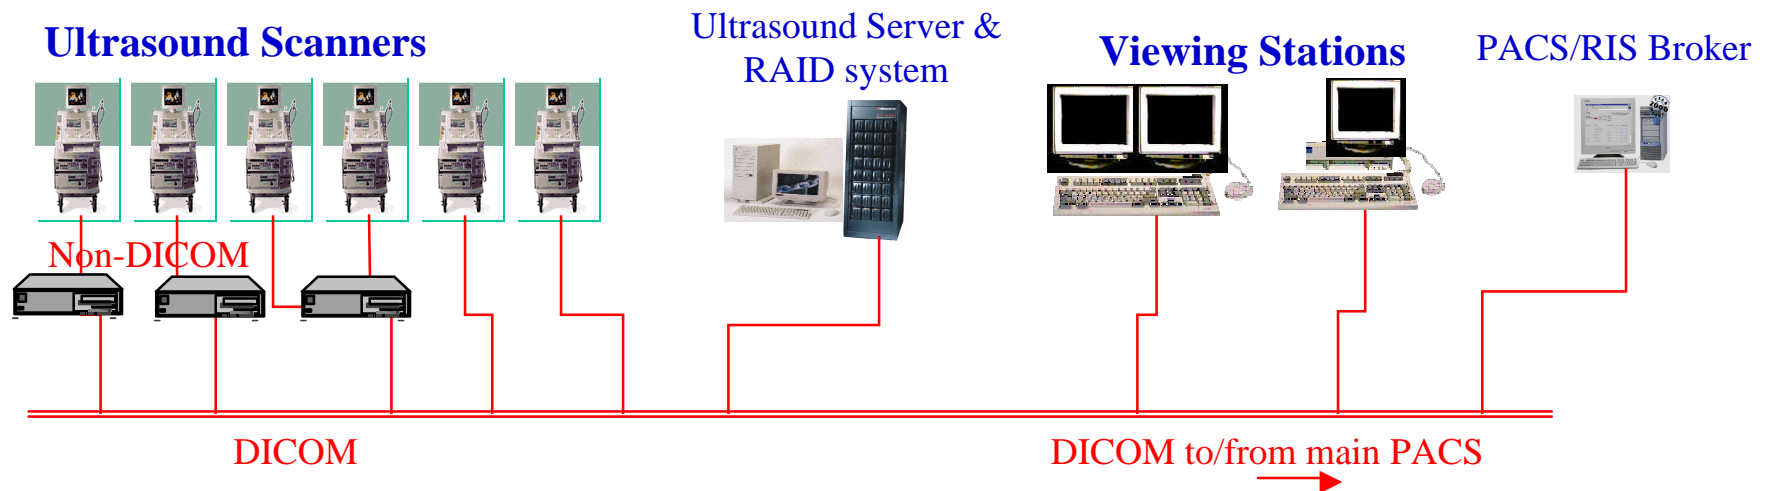 Ultrasound Scanners
Ultrasound Server &
RAID system
Viewing Stations
PACS/RIS Broker
Non-DICOM
DICOM
DICOM to/from main PACS
2000